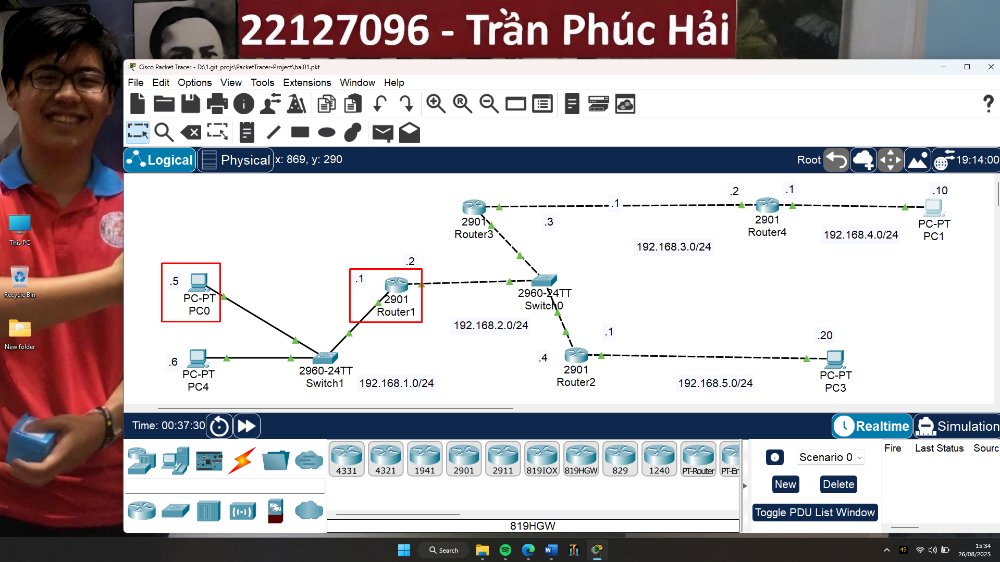 22127096 - Trần Phúc Hải
Cisco Packet Tracer - D:\1.git_projs\PacketTracer-Project\bai01.pkt
File Edit Options View Tools Extensions Window Help
Logical Physical x: 869, y: 290 Root 19:14:00
This PC
Recycle Bin
New folder
.2 .1 .10
.1
2901
Router3
.3
2901
Router4
PC-PT
PC1
192.168.3.0/24
192.168.4.0/24
.5
PC-PT
PC0
.2
.1
2901
Router1
2960-24TT
Switch0
192.168.2.0/24
.1
.20
.6
PC-PT
PC4
2960-24TT
Switch1
192.168.1.0/24
.4
2901
Router2
192.168.5.0/24
PC-PT
PC3
Time: 00:37:30 Realtime Simulation
4331 4321 1941 2901 2911 819IOX 819HGW 829 1240 PT-Router PT-Er
819HGW
Scenario 0
New Delete
Toggle PDU List Window
Fire Last Status Sourc
Search
49
15:34
26/08/2025